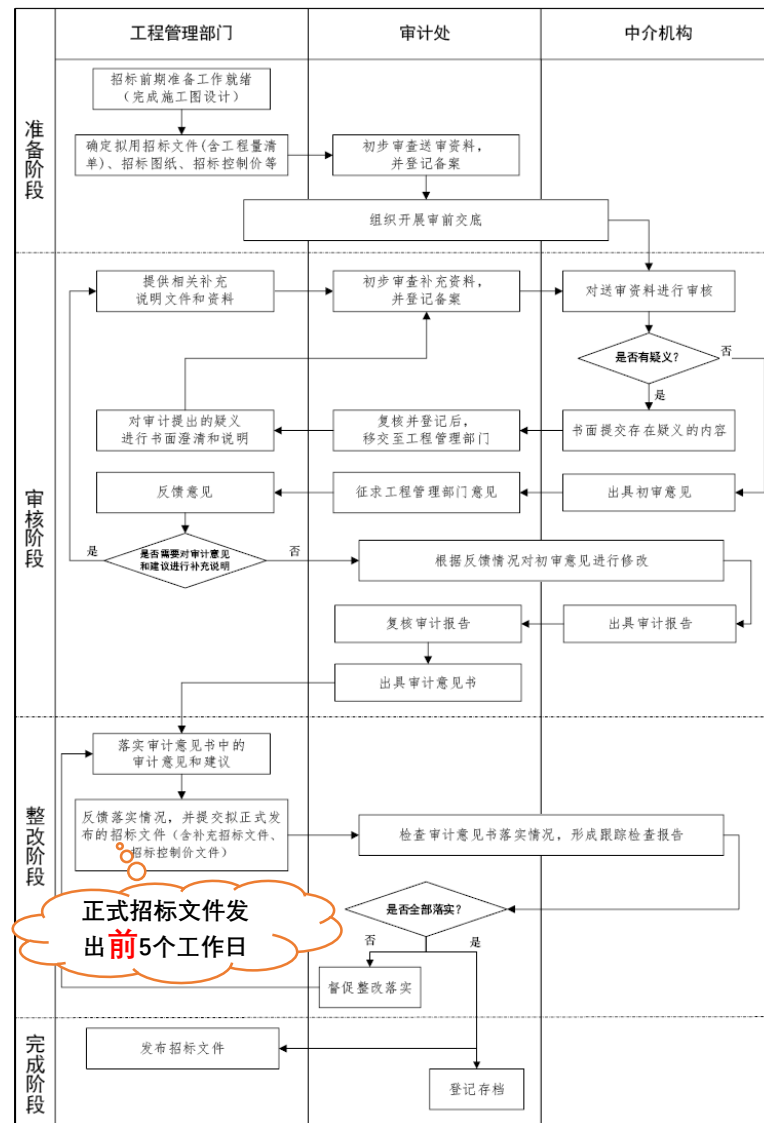 工程管理部门
审计处
中介机构
准备阶段
招标前期准备工作就绪
（完成施工图设计）
确定拟用招标文件(含工程量清
单)、招标图纸、招标控制价等
初步审查送审资料，
并登记备案
组织开展审前交底
审核阶段
提供相关补充
说明文件和资料
初步审查补充资料，
并登记备案
对送审资料进行审核
是否有疑义？
否
是
对审计提出的疑义
进行书面澄清和说明
复核并登记后，
移交至工程管理部门
书面提交存在疑义的内容
反馈意见
征求工程管理部门意见
出具初审意见
是
是否需要对审计意见
和建议进行补充说明
否
根据反馈情况对初审意见进行修改
复核审计报告
出具审计报告
出具审计意见书
整改阶段
落实审计意见书中的
审计意见和建议
反馈落实情况，并提交拟正式发
布的招标文件（含补充招标文件、
招标控制价文件）
检查审计意见书落实情况，形成跟踪检查报告
正式招标文件发
出前5个工作日
是否全部落实？
否
是
督促整改落实
完成阶段
发布招标文件
登记存档